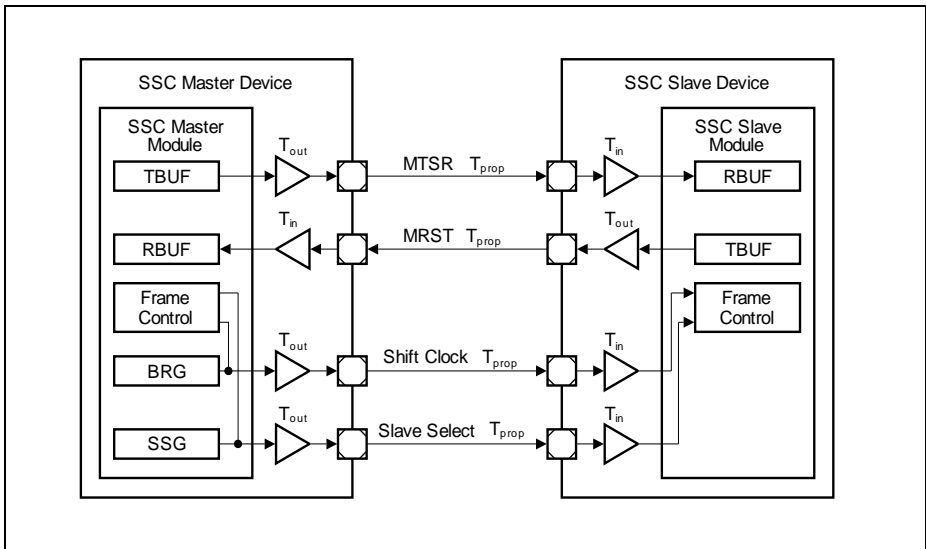 SSC Master Device
SSC Slave Device
SSC Master
Module
SSC Slave
Module
Tout
Tin
TBUF
MTSR Tprop
RBUF
Tin
Tout
RBUF
MRST Tprop
TBUF
Frame
Control
Frame
Control
Tout
Tin
BRG
Shift Clock Tprop
Tout
Tin
SSG
Slave Select Tprop